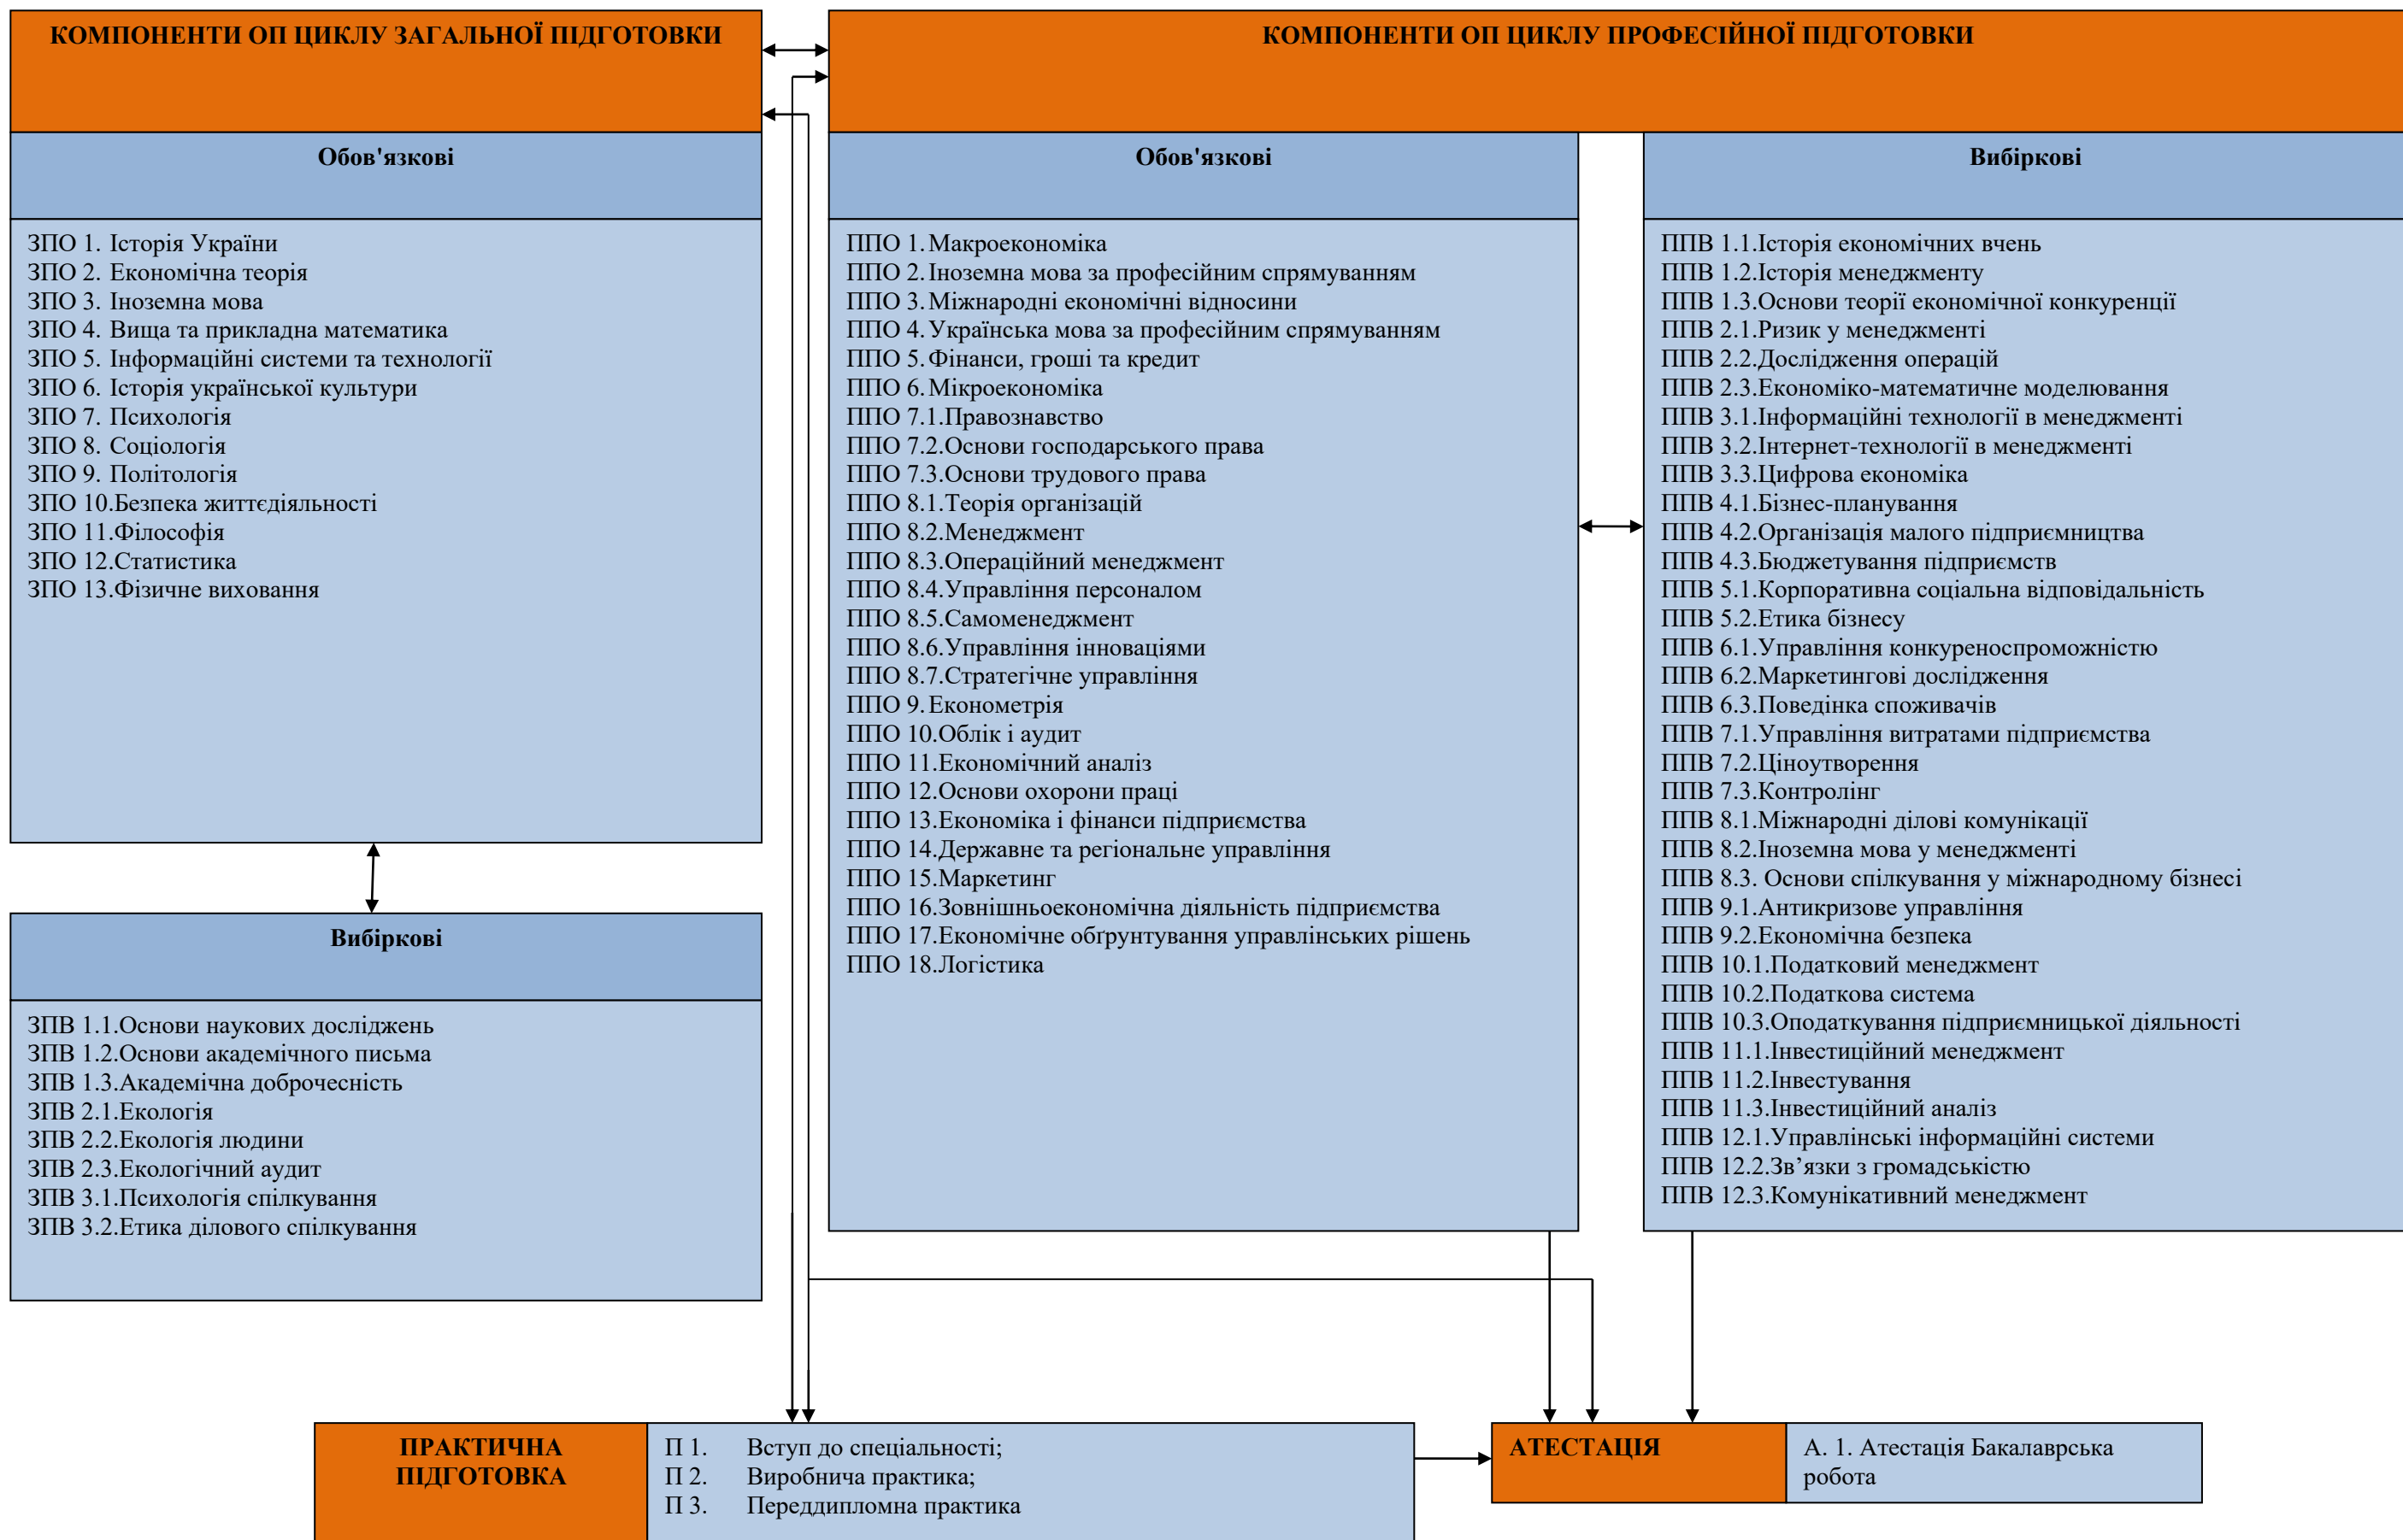 КОМПОНЕНТИ ОП ЦИКЛУ ЗАГАЛЬНОЇ ПІДГОТОВКИ
Обов'язкові
ЗПО 1. Історія України
ЗПО 2. Економічна теорія
ЗПО 3. Іноземна мова
ЗПО 4. Вища та прикладна математика
ЗПО 5. Інформаційні системи та технології
ЗПО 6. Історія української культури
ЗПО 7. Психологія
ЗПО 8. Соціологія
ЗПО 9. Політологія
ЗПО 10.Безпека життєдіяльності
ЗПО 11.Філософія
ЗПО 12.Статистика
ЗПО 13.Фізичне виховання
Вибіркові
ЗПВ 1.1.Основи наукових досліджень
ЗПВ 1.2.Основи академічного письма
ЗПВ 1.3.Академічна доброчесність
ЗПВ 2.1.Екологія
ЗПВ 2.2.Екологія людини
ЗПВ 2.3.Екологічний аудит
ЗПВ 3.1.Психологія спілкування
ЗПВ 3.2.Етика ділового спілкування
КОМПОНЕНТИ ОП ЦИКЛУ ПРОФЕСІЙНОЇ ПІДГОТОВКИ
Обов'язкові
ППО 1. Макроекономіка
ППО 2. Іноземна мова за професійним спрямуванням
ППО 3. Міжнародні економічні відносини
ППО 4. Українська мова за професійним спрямуванням
ППО 5. Фінанси, гроші та кредит
ППО 6. Мікроекономіка
ППО 7.1.Правознавство
ППО 7.2.Основи господарського права
ППО 7.3.Основи трудового права
ППО 8.1.Теорія організацій
ППО 8.2.Менеджмент
ППО 8.3.Операційний менеджмент
ППО 8.4.Управління персоналом
ППО 8.5.Самоменеджмент
ППО 8.6.Управління інноваціями
ППО 8.7.Стратегічне управління
ППО 9. Економетрія
ППО 10.Облік і аудит
ППО 11.Економічний аналіз
ППО 12.Основи охорони праці
ППО 13.Економіка і фінанси підприємства
ППО 14.Державне та регіональне управління
ППО 15.Маркетинг
ППО 16.Зовнішньоекономічна діяльність підприємства
ППО 17.Економічне обґрунтування управлінських рішень
ППО 18.Логістика
Вибіркові
ППВ 1.1.Історія економічних вчень
ППВ 1.2.Історія менеджменту
ППВ 1.3.Основи теорії економічної конкуренції
ППВ 2.1.Ризик у менеджменті
ППВ 2.2.Дослідження операцій
ППВ 2.3.Економіко-математичне моделювання
ППВ 3.1.Інформаційні технології в менеджменті
ППВ 3.2.Інтернет-технології в менеджменті
ППВ 3.3.Цифрова економіка
ППВ 4.1.Бізнес-планування
ППВ 4.2.Організація малого підприємництва
ППВ 4.3.Бюджетування підприємств
ППВ 5.1.Корпоративна соціальна відповідальність
ППВ 5.2.Етика бізнесу
ППВ 6.1.Управління конкуреноспроможністю
ППВ 6.2.Маркетингові дослідження
ППВ 6.3.Поведінка споживачів
ППВ 7.1.Управління витратами підприємства
ППВ 7.2.Ціноутворення
ППВ 7.3.Контролінг
ППВ 8.1.Міжнародні ділові комунікації
ППВ 8.2.Іноземна мова у менеджменті
ППВ 8.3. Основи спілкування у міжнародному бізнесі
ППВ 9.1.Антикризове управління
ППВ 9.2.Економічна безпека
ППВ 10.1.Податковий менеджмент
ППВ 10.2.Податкова система
ППВ 10.3.Оподаткування підприємницької діяльності
ППВ 11.1.Інвестиційний менеджмент
ППВ 11.2.Інвестування
ППВ 11.3.Інвестиційний аналіз
ППВ 12.1.Управлінські інформаційні системи
ППВ 12.2.Зв’язки з громадськістю
ППВ 12.3.Комунікативний менеджмент
ПРАКТИЧНА
ПІДГОТОВКА
П 1. Вступ до спеціальності;
П 2. Виробнича практика;
П 3. Переддипломна практика
АТЕСТАЦІЯ
А. 1. Атестація Бакалаврська
робота